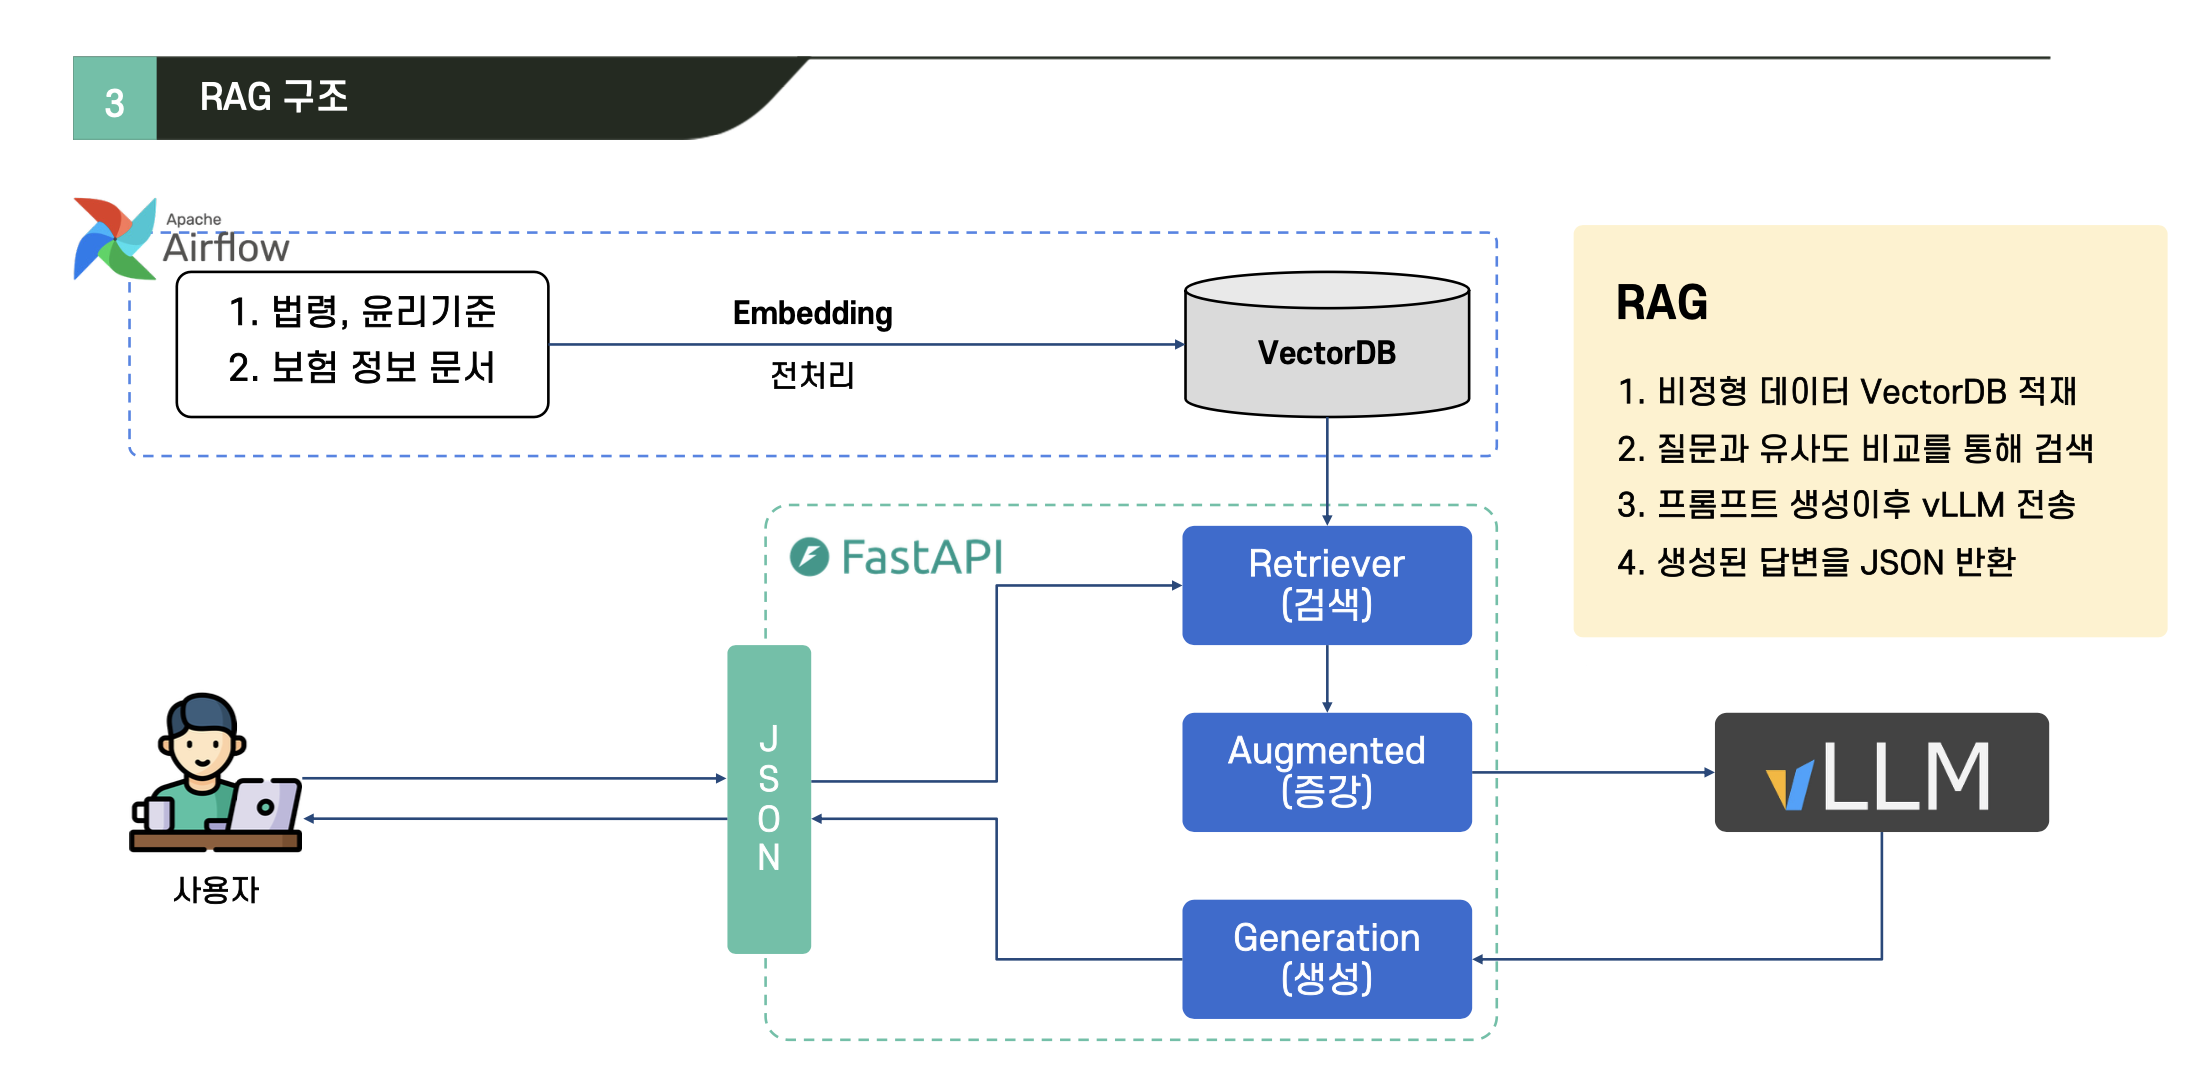 3
RAG 구조
Apache
Airflow
1. 법령, 윤리기준
2. 보험 정보 문서
Embedding
전처리
VectorDB
RAG
1. 비정형 데이터 VectorDB 적재
2. 질문과 유사도 비교를 통해 검색
3. 프롬프트 생성이후 vLLM 전송
4. 생성된 답변을 JSON 반환
FastAPI
Retriever
(검색)
JSON
Augmented
(증강)
vLLM
Generation
(생성)
사용자